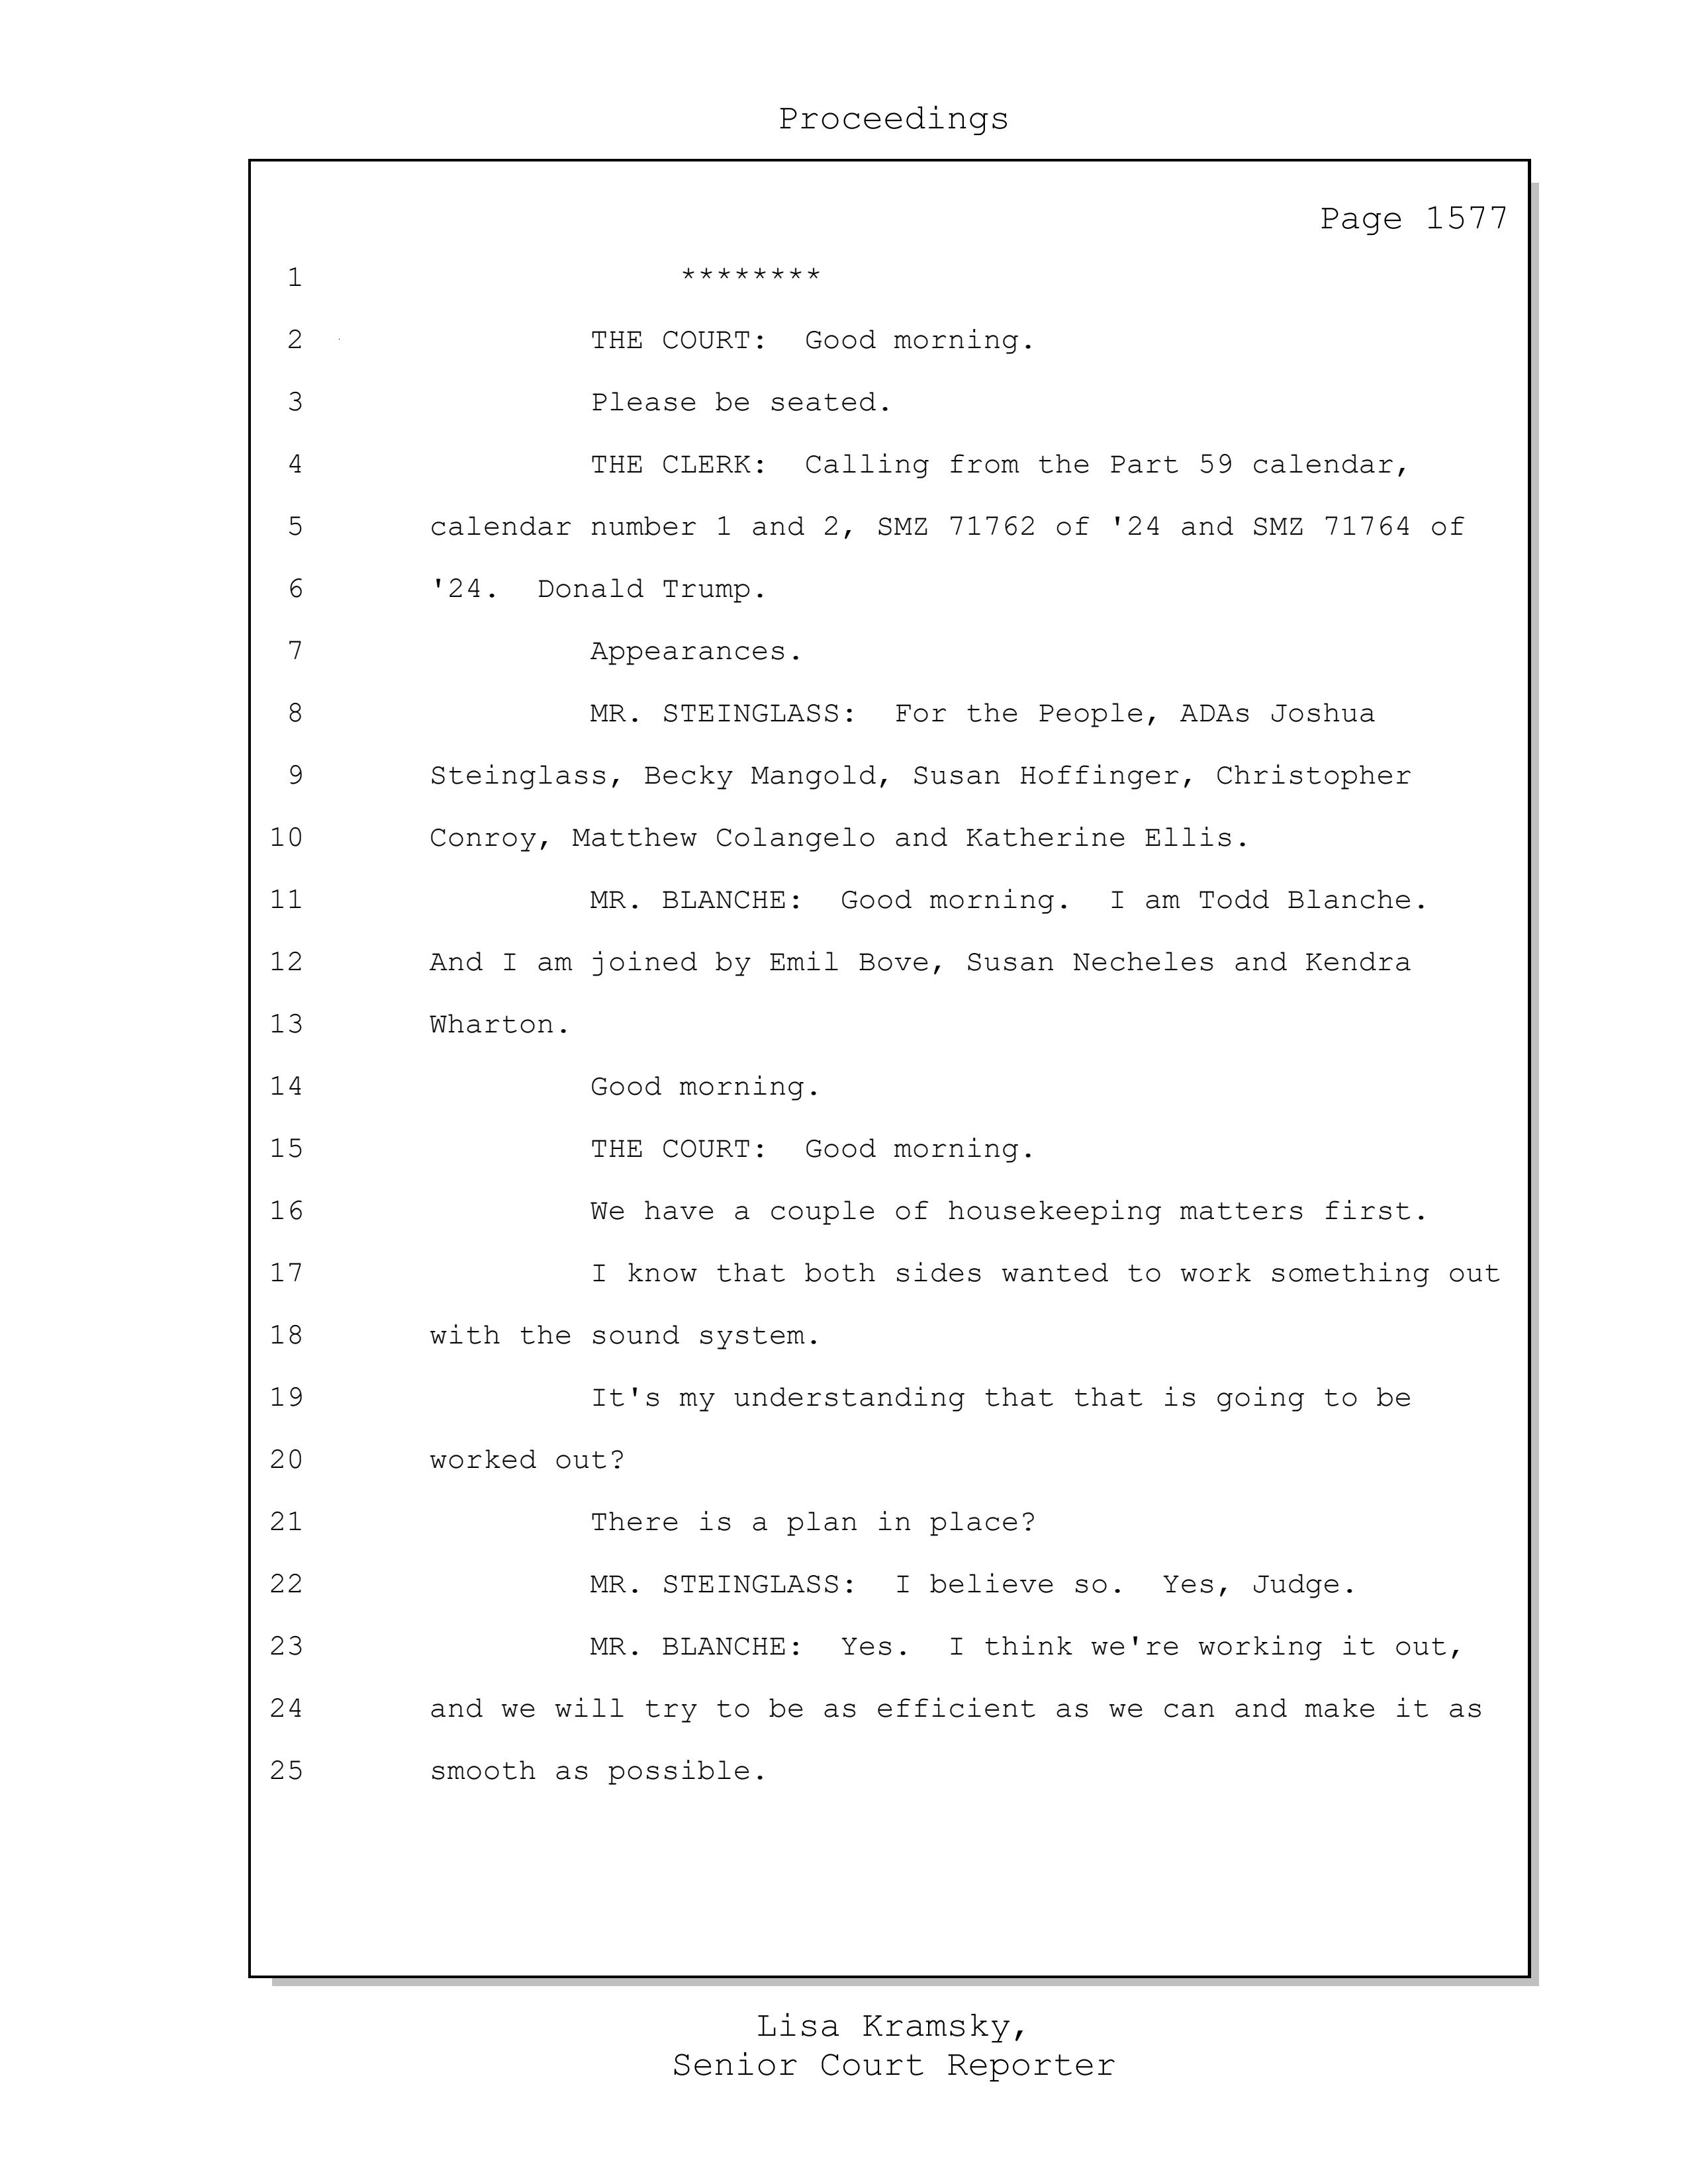 Proceedings
Page 1577
1 ********
2 THE COURT: Good morning.
3 Please be seated.
4 THE CLERK: Calling from the Part 59 calendar,
5 calendar number 1 and 2, SMZ 71762 of '24 and SMZ 71764 of
6 '24. Donald Trump.
7 Appearances.
8 MR. STEINGLASS: For the People, ADAs Joshua
9 Steinglass, Becky Mangold, Susan Hoffinger, Christopher
10 Conroy, Matthew Colangelo and Katherine Ellis.
11 MR. BLANCHE: Good morning. I am Todd Blanche.
12 And I am joined by Emil Bove, Susan Necheles and Kendra
13 Wharton.
14 Good morning.
15 THE COURT: Good morning.
16 We have a couple of housekeeping matters first.
17 I know that both sides wanted to work something out
18 with the sound system.
19 It's my understanding that that is going to be
20 worked out?
21 There is a plan in place?
22 MR. STEINGLASS: I believe so. Yes, Judge.
23 MR. BLANCHE: Yes. I think we're working it out,
24 and we will try to be as efficient as we can and make it as
25 smooth as possible.
Lisa Kramsky,
Senior Court Reporter